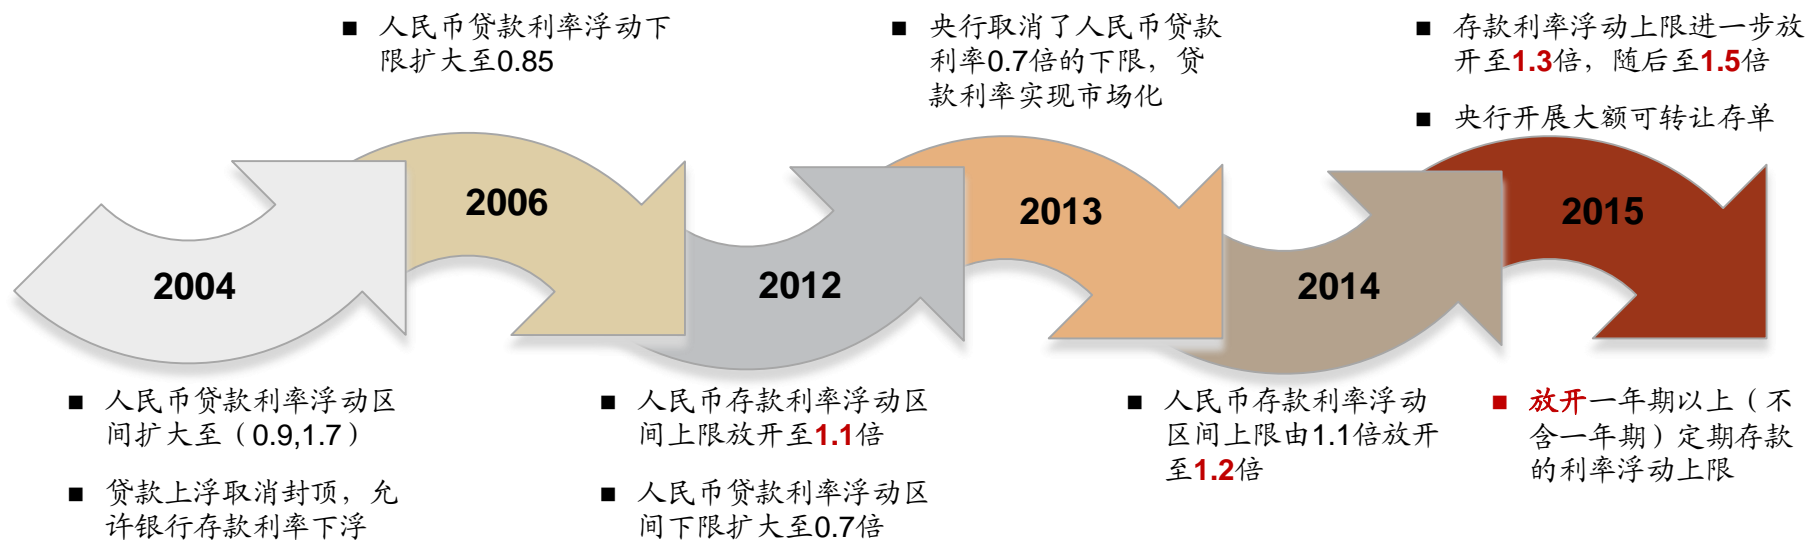 ■ 人民币贷款利率浮动下
限扩大至0.85
■ 央行取消了人民币贷款
利率0.7倍的下限，贷
款利率实现市场化
■ 存款利率浮动上限进一步放
开至1.3倍，随后至1.5倍
■ 央行开展大额可转让存单
2004
2006
2012
2013
2014
2015
■ 人民币贷款利率浮动区
间扩大至（0.9,1.7）
■ 贷款上浮取消封顶，允
许银行存款利率下浮
■ 人民币存款利率浮动区
间上限放开至1.1倍
■ 人民币贷款利率浮动区
间下限扩大至0.7倍
■ 人民币存款利率浮动
区间上限由1.1倍放开
至1.2倍
■ 放开一年期以上（不
含一年期）定期存款
的利率浮动上限